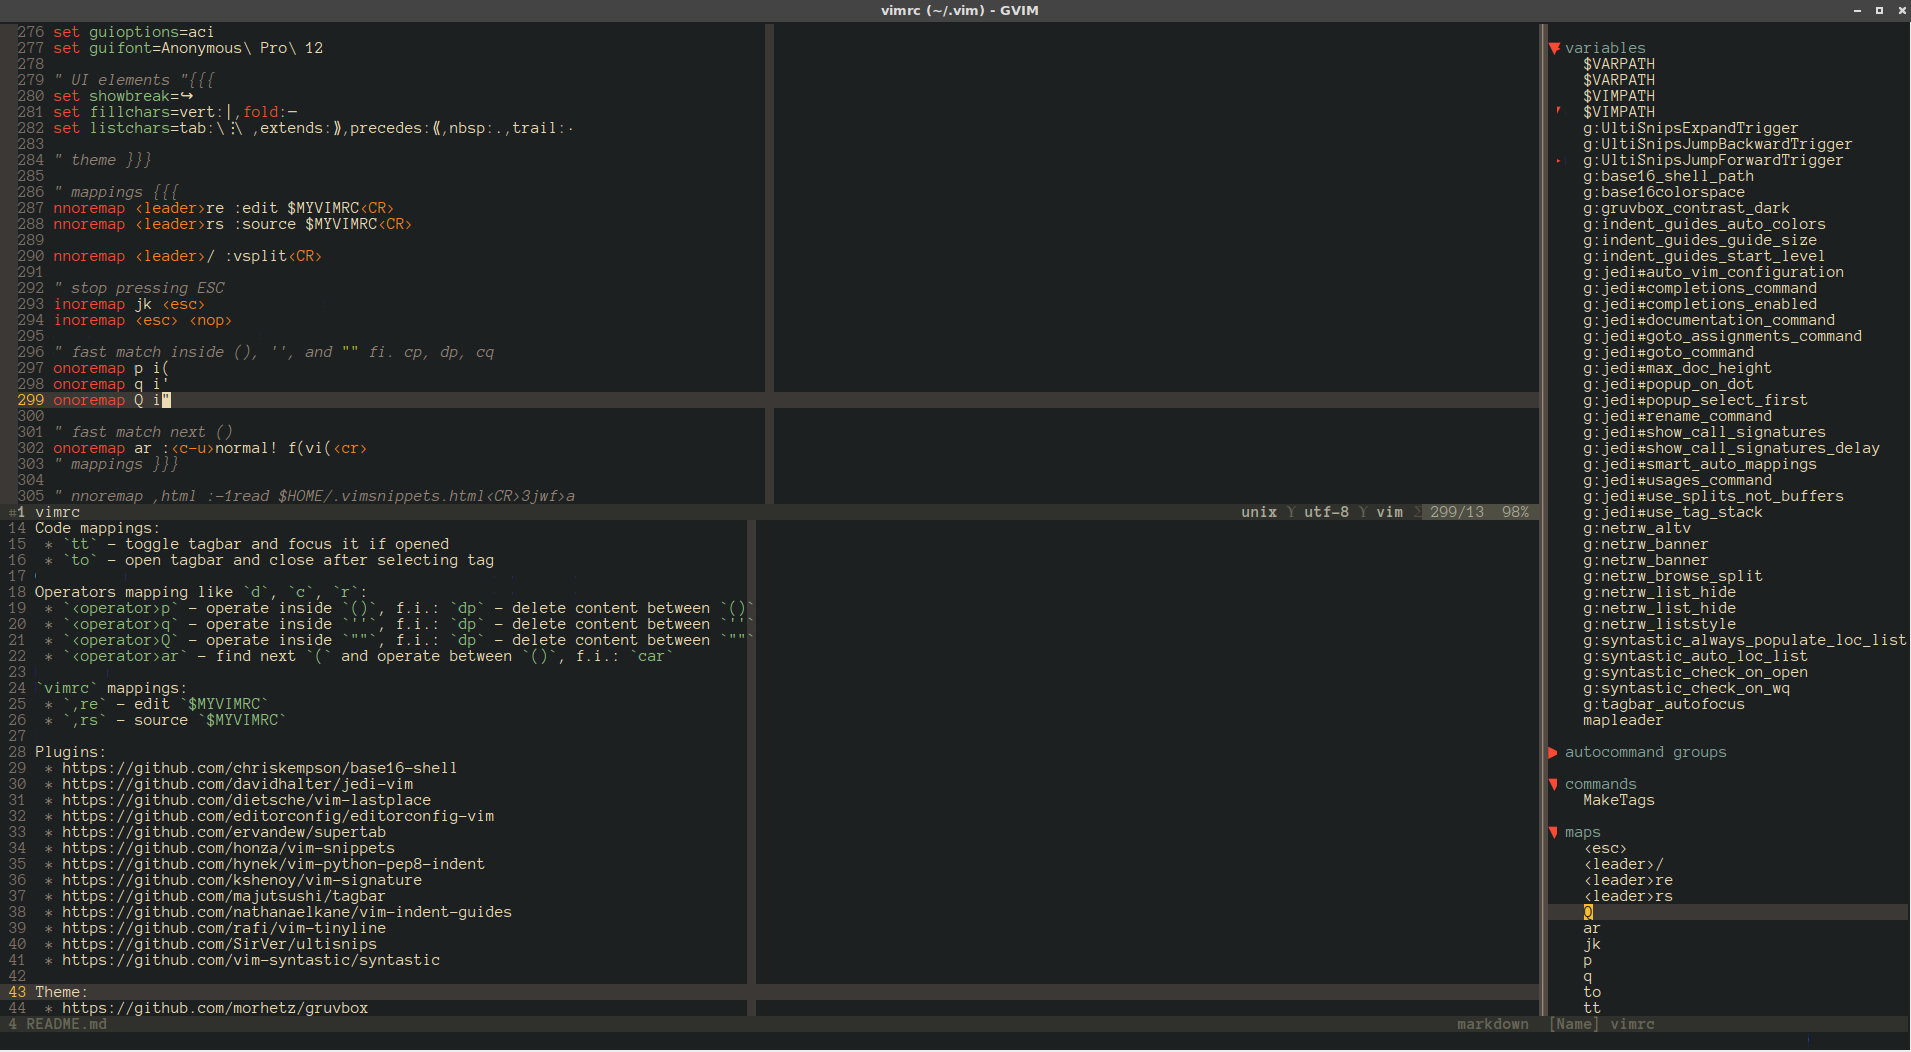 vimrc (~/.vim) - GVIM
276 set guioptions=aci
277 set guifont=Anonymous\ Pro\ 12
278
279 " UI elements "{{{
280 set showbreak=↪
281 set fillchars=vert:│,fold:─
282 set listchars=tab:\ ⋮\ ,extends:⟫,precedes:⟪,nbsp:.,trail:·
283
284 " theme }}}
285
286 " mappings {{{
287 nnoremap <leader>re :edit $MYVIMRC<CR>
288 nnoremap <leader>rs :source $MYVIMRC<CR>
289
290 nnoremap <leader>/ :vsplit<CR>
291
292 " stop pressing ESC
293 inoremap jk <esc>
294 inoremap <esc> <nop>
295
296 " fast match inside (), '', and "" fi. cp, dp, cq
297 onoremap p i(
298 onoremap q i'
299 onoremap Q i"
300
301 " fast match next ()
302 onoremap ar :<c-u>normal! f(vi(<cr>
303 " mappings }}}
304
305 " nnoremap ,html :-1read $HOME/.vimsnippets.html<CR>3jwf>a
#1 vimrc
unix Y utf-8 Y vim Σ 299/13 98%
14 Code mappings:
15 * `tt` - toggle tagbar and focus it if opened
16 * `to` - open tagbar and close after selecting tag
17
18 Operators mapping like `d`, `c`, `r`:
19 * `<operator>p` - operate inside `()`, f.i.: `dp` - delete content between `()`
20 * `<operator>q` - operate inside `''`, f.i.: `dp` - delete content between `''`
21 * `<operator>Q` - operate inside `""`, f.i.: `dp` - delete content between `""`
22 * `<operator>ar` - find next `(` and operate between `()`, f.i.: `car`
23
24 `vimrc` mappings:
25 * `,re` - edit `$MYVIMRC`
26 * `,rs` - source `$MYVIMRC`
27
28 Plugins:
29 * https://github.com/chriskempson/base16-shell
30 * https://github.com/davidhalter/jedi-vim
31 * https://github.com/dietsche/vim-lastplace
32 * https://github.com/editorconfig/editorconfig-vim
33 * https://github.com/ervandew/supertab
34 * https://github.com/honza/vim-snippets
35 * https://github.com/hynek/vim-python-pep8-indent
36 * https://github.com/kshenoy/vim-signature
37 * https://github.com/majutsushi/tagbar
38 * https://github.com/nathanaelkane/vim-indent-guides
39 * https://github.com/rafi/vim-tinyline
40 * https://github.com/SirVer/ultisnips
41 * https://github.com/vim-syntastic/syntastic
42
43 Theme:
44 * https://github.com/morhetz/gruvbox
4 README.md
markdown
▼ variables
$VARPATH
$VARPATH
$VIMPATH
$VIMPATH
g:UltiSnipsExpandTrigger
g:UltiSnipsJumpBackwardTrigger
g:UltiSnipsJumpForwardTrigger
g:base16_shell_path
g:base16colorspace
g:gruvbox_contrast_dark
g:indent_guides_auto_colors
g:indent_guides_guide_size
g:indent_guides_start_level
g:jedi#auto_vim_configuration
g:jedi#completions_command
g:jedi#completions_enabled
g:jedi#documentation_command
g:jedi#goto_assignments_command
g:jedi#goto_command
g:jedi#max_doc_height
g:jedi#popup_on_dot
g:jedi#popup_select_first
g:jedi#rename_command
g:jedi#show_call_signatures
g:jedi#show_call_signatures_delay
g:jedi#smart_auto_mappings
g:jedi#usages_command
g:jedi#use_splits_not_buffers
g:jedi#use_tag_stack
g:netrw_altv
g:netrw_banner
g:netrw_banner
g:netrw_browse_split
g:netrw_list_hide
g:netrw_list_hide
g:netrw_liststyle
g:syntastic_always_populate_loc_list
g:syntastic_auto_loc_list
g:syntastic_check_on_open
g:syntastic_check_on_wq
g:tagbar_autofocus
mapleader
▶ autocommand groups
▼ commands
MakeTags
▼ maps
<esc>
<leader>/
<leader>re
<leader>rs
Q
ar
jk
p
q
to
tt
[Name] vimrc